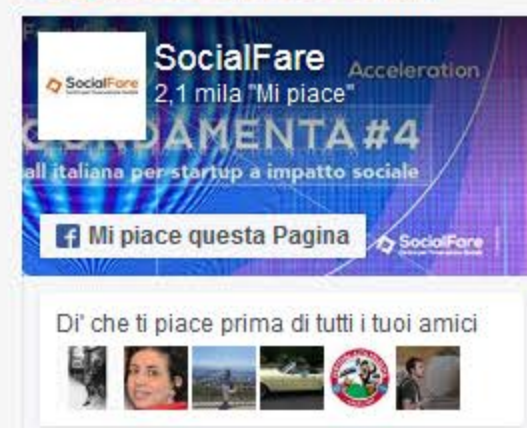 SocialFare
SocialFare
Acceleration
2,1 mila "Mi piace"
ONDAMENTA #4
all italiana per startup a impatto sociale
Mi piace questa Pagina
SocialFare
Di' che ti piace prima di tutti i tuoi amici